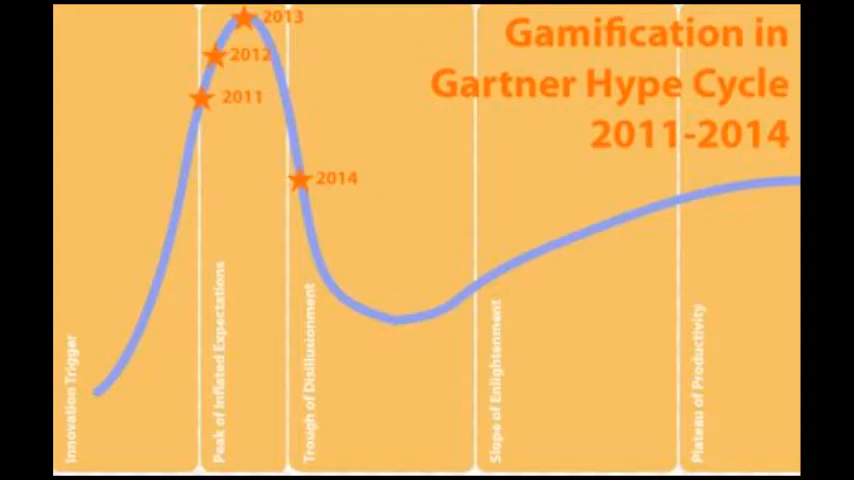 Gamification in
Gartner Hype Cycle
2011-2014
2013
2012
2011
2014
Innovation Trigger
Peak of Inflated Expectations
Trough of Disillusionment
Slope of Enlightenment
Plateau of Productivity